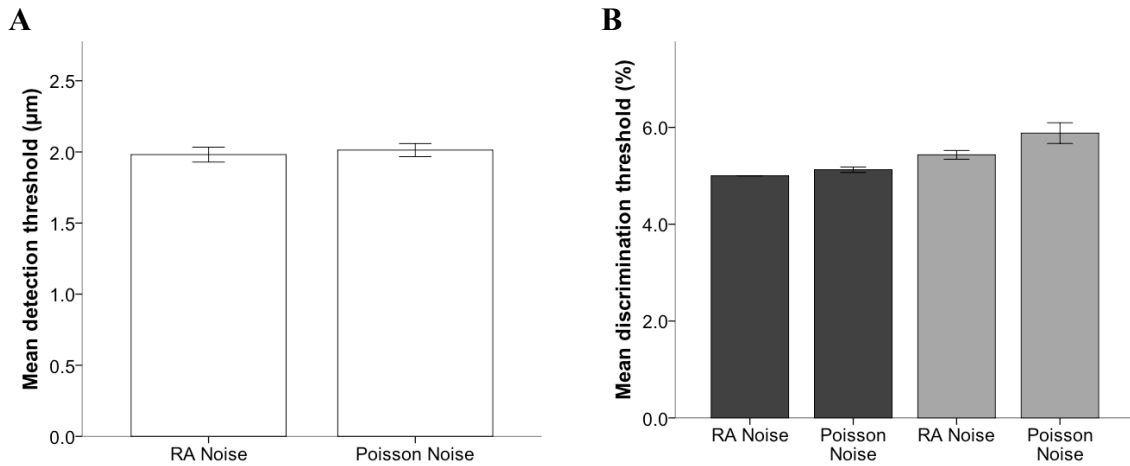 A
Mean detection threshold (µm)
2.5
2.0
1.5
1.0
0.5
0.0
RA Noise
Poisson Noise
B
Mean discrimination threshold (%)
6.0
4.0
2.0
0.0
RA Noise
Poisson
Noise
RA Noise
Poisson
Noise